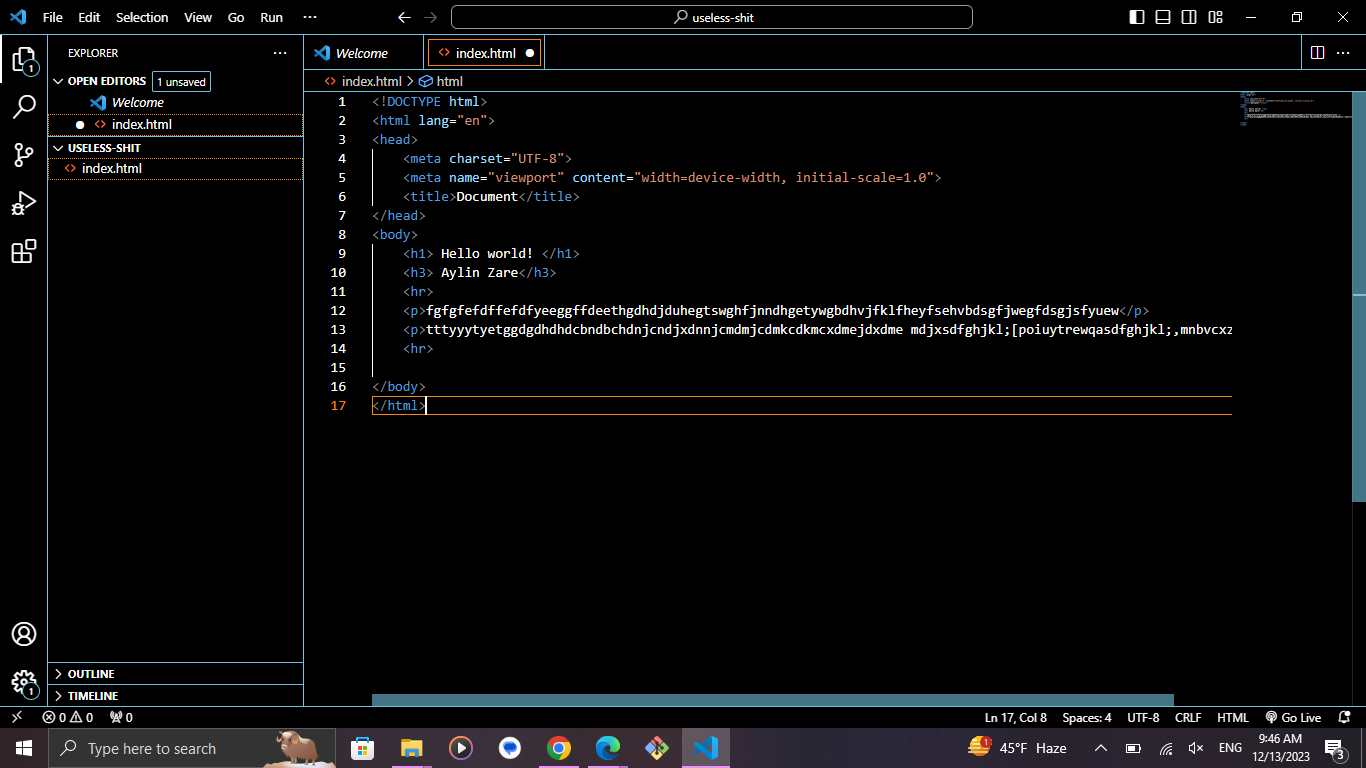 File Edit Selection View Go Run ··· useless-shit
EXPLORER ···
Welcome
index.html
OPEN EDITORS 1 unsaved
Welcome
index.html
USELESS-SHIT
index.html
index.html > html
1 <!DOCTYPE html>
2 <html lang="en">
3 <head>
4 <meta charset="UTF-8">
5 <meta name="viewport" content="width=device-width, initial-scale=1.0">
6 <title>Document</title>
7 </head>
8 <body>
9 <h1> Hello world! </h1>
10 <h3> Aylin Zare</h3>
11 <hr>
12 <p>fgfgfefdffefdfyeeggffdeethgdhdjduhegtswghfjnndhgetywgbdhvjfklfheyfsehvbdsgfjwegfdsgjsfyuew</p>
13 <p>tttyyytyetggdgdhdhdcbndbchdnjcndjxdnnjcmdmjcdmkcdkmcxdmejdxdme mdjxsdfghjkl;[poiuytrewqasdfghjkl;,mnbvcxz
14 <hr>
15
16 </body>
17 </html>
OUTLINE
TIMELINE
0 0 0 Ln 17, Col 8 Spaces: 4 UTF-8 CRLF HTML Go Live
Type here to search 1 45°F Haze ENG 9:46 AM
12/13/2023 3